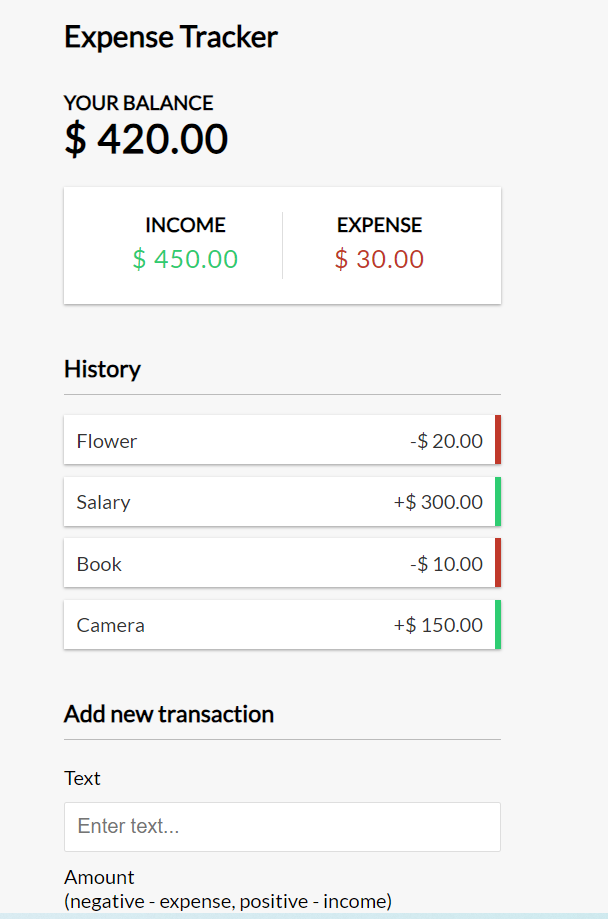 Expense Tracker
YOUR BALANCE
$ 420.00
INCOME EXPENSE
$ 450.00 $ 30.00
History
Flower -$ 20.00
Salary +$ 300.00
Book -$ 10.00
Camera +$ 150.00
Add new transaction
Text
Enter text...
Amount
(negative - expense, positive - income)